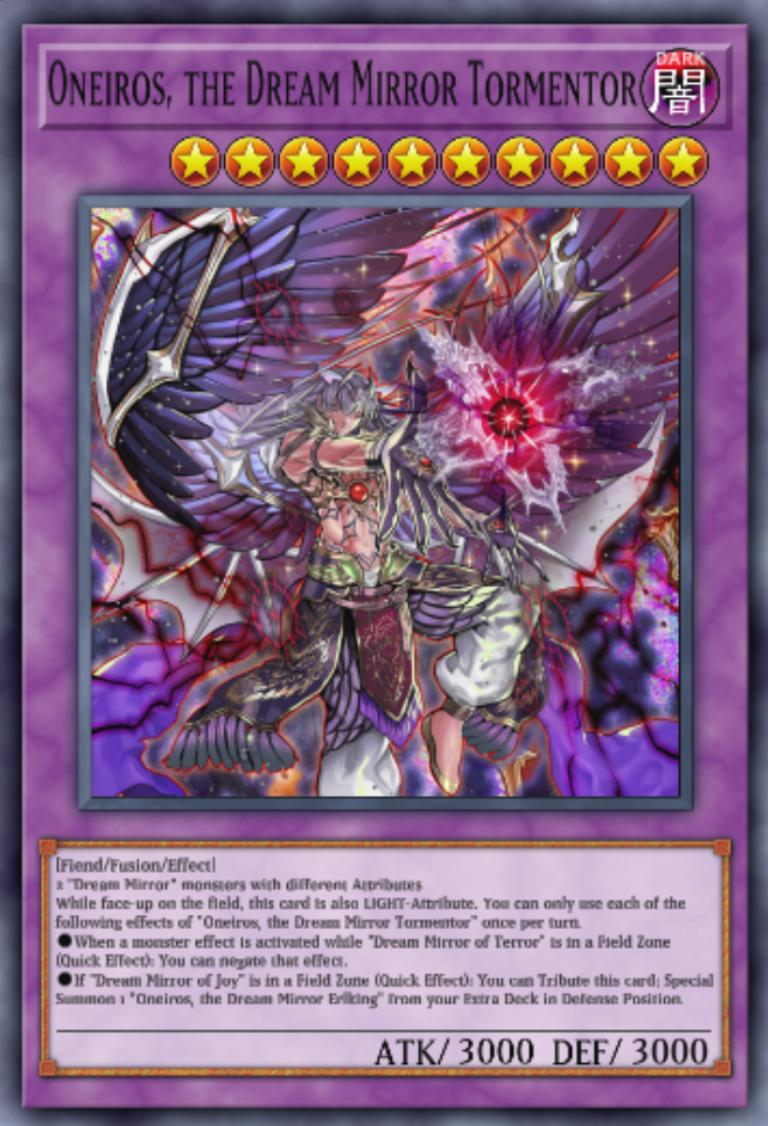 ONEIROS, THE DREAM MIRROR TORMENTOR
DARK
闇
[Fiend/Fusion/Effect]
2 "Dream Mirror" monsters with different Attributes
While face-up on the field, this card is also LIGHT-Attribute. You can only use each of the
following effects of "Oneiros, the Dream Mirror Tormentor" once per turn.
●When a monster effect is activated while "Dream Mirror of Terror" is in a Field Zone
(Quick Effect): You can negate that effect.
●If "Dream Mirror of Joy" is in a Field Zone (Quick Effect): You can Tribute this card; Special
Summon 1 "Oneiros, the Dream Mirror Erlking" from your Extra Deck in Defense Position.
ATK/ 3000 DEF/ 3000